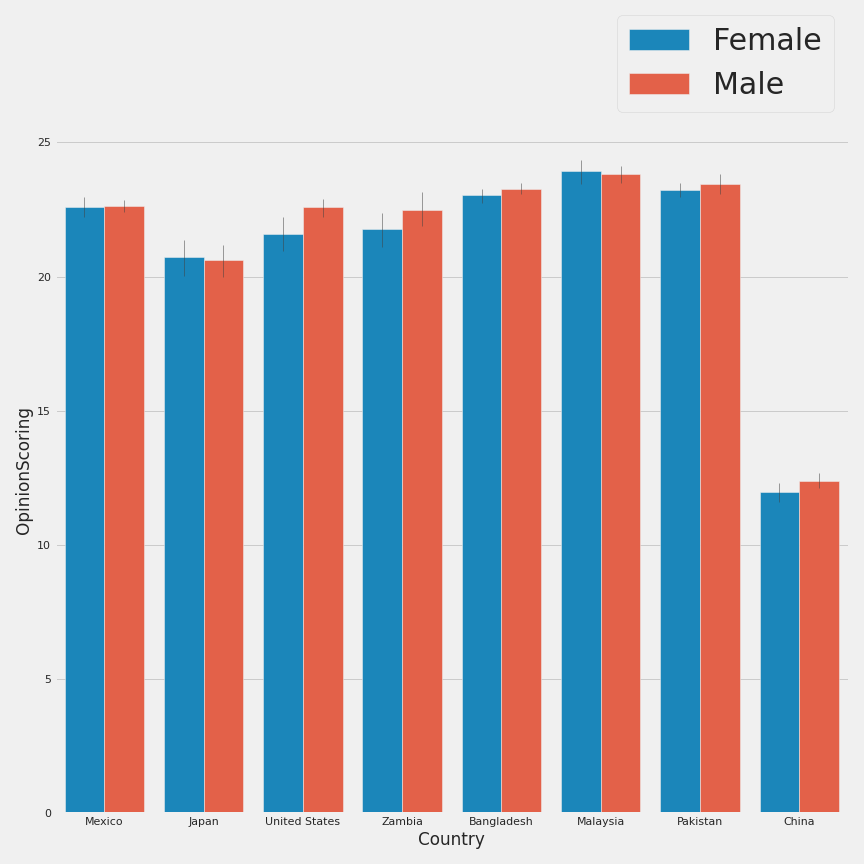 Female
Male
25
20
15
10
5
0
OpinionScoring
Mexico Japan United States Zambia Bangladesh Malaysia Pakistan China
Country